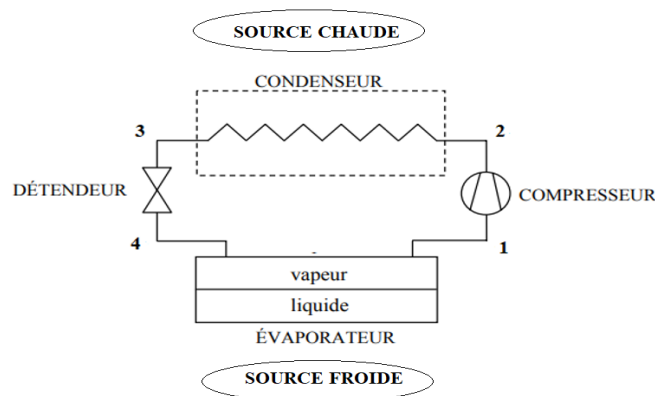 SOURCE CHAUDE
CONDENSEUR
3
2
DÉTENDEUR
COMPRESSEUR
4
1
vapeur
liquide
ÉVAPORATEUR
SOURCE FROIDE